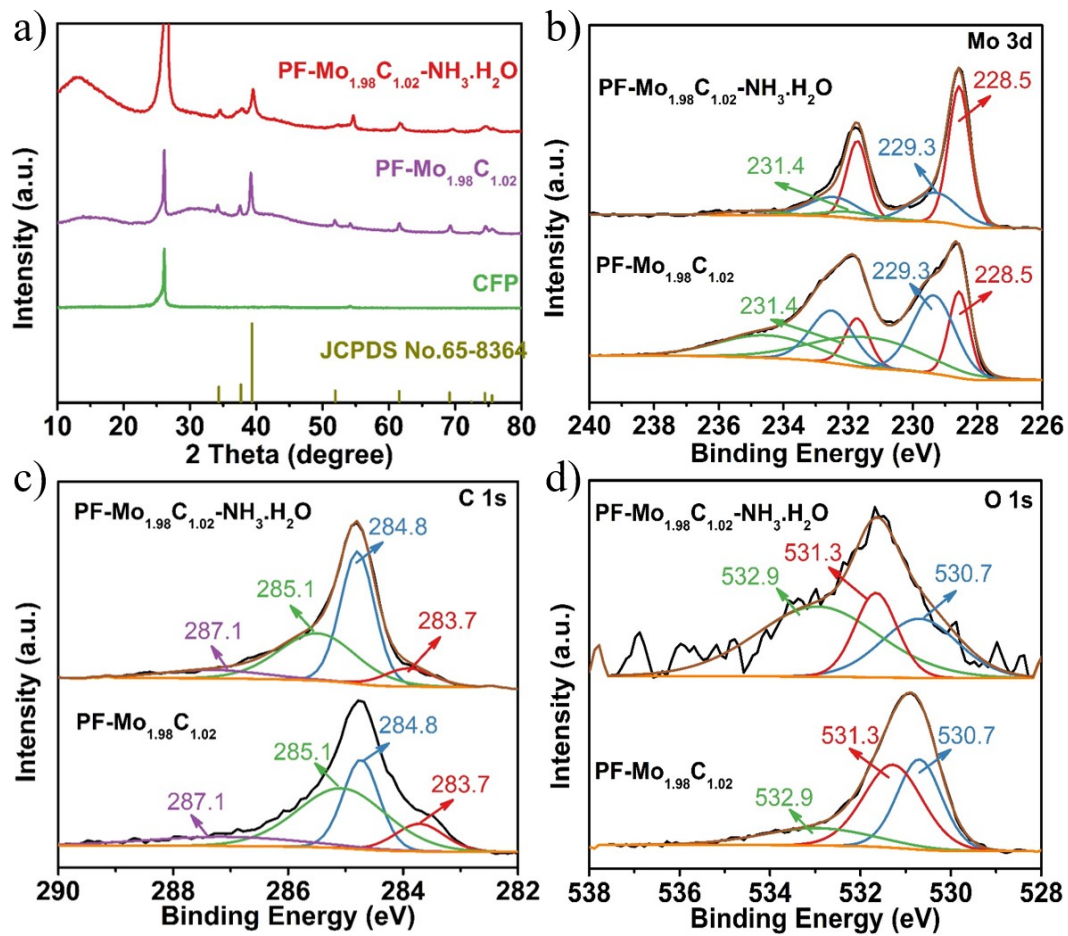 a)
PF-Mo1.98C1.02-NH3.H2O
PF-Mo1.98C1.02
CFP
JCPDS No.65-8364
Intensity (a.u.)
10 20 30 40 50 60 70 80
2 Theta (degree)
b)
Mo 3d
PF-Mo1.98C1.02-NH3.H2O
228.5
229.3
231.4
PF-Mo1.98C1.02
229.3
228.5
231.4
Intensity (a.u.)
240 238 236 234 232 230 228 226
Binding Energy (eV)
c)
C 1s
PF-Mo1.98C1.02-NH3.H2O
284.8
285.1
287.1
283.7
PF-Mo1.98C1.02
284.8
285.1
283.7
287.1
Intensity (a.u.)
290 288 286 284 282
Binding Energy (eV)
d)
O 1s
PF-Mo1.98C1.02-NH3.H2O
531.3
532.9
530.7
531.3
530.7
PF-Mo1.98C1.02
532.9
Intensity (a.u.)
538 536 534 532 530 528
Binding Energy (eV)